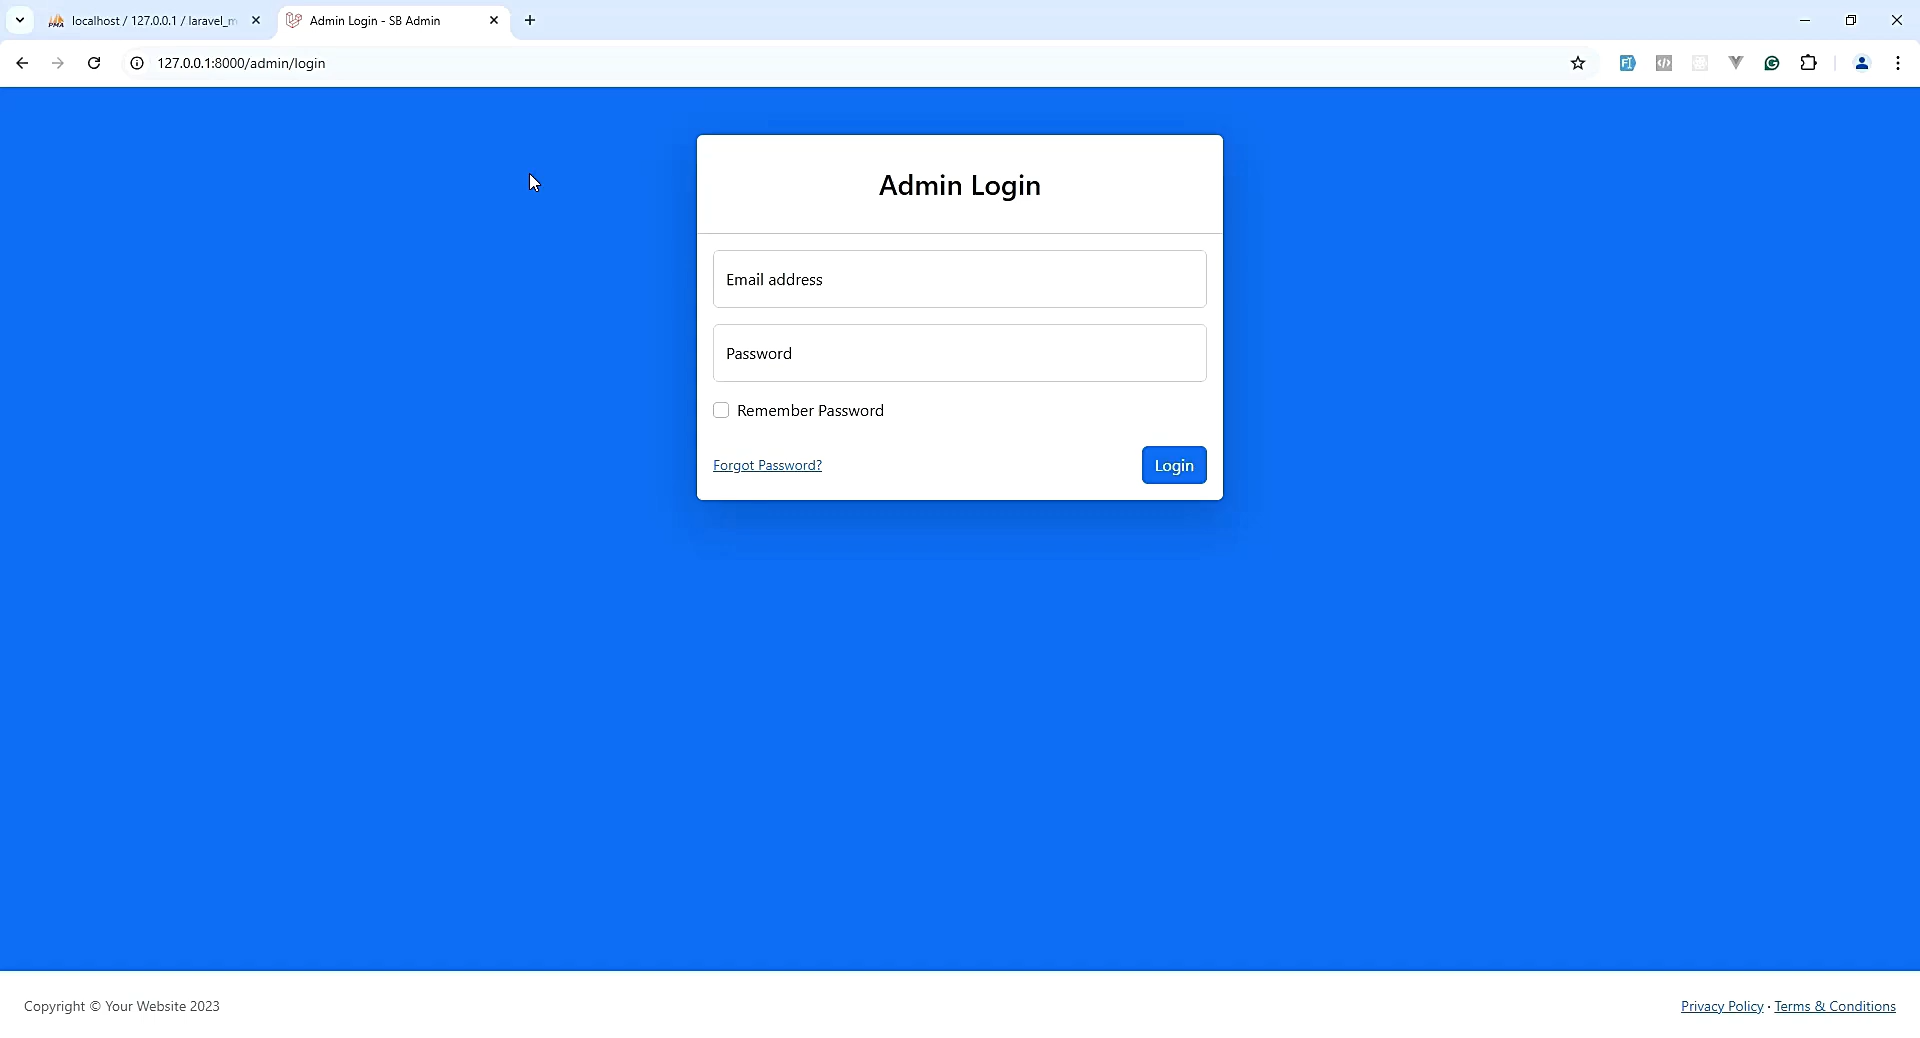 localhost / 127.0.0.1 / laravel_m
Admin Login - SB Admin
127.0.0.1:8000/admin/login
Admin Login
Email address
Password
Remember Password
Forgot Password?
Login
Copyright © Your Website 2023
Privacy Policy · Terms & Conditions